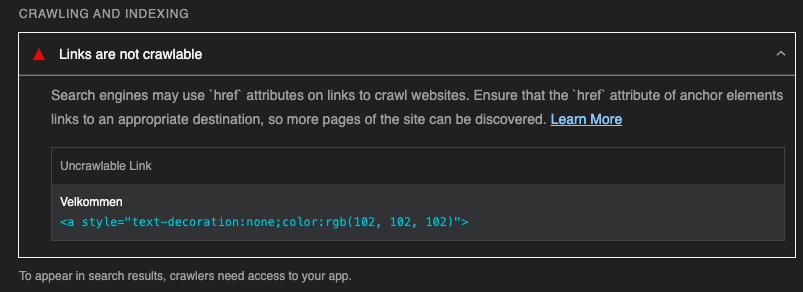 CRAWLING AND INDEXING
Links are not crawlable
Search engines may use `href` attributes on links to crawl websites. Ensure that the `href` attribute of anchor elements
links to an appropriate destination, so more pages of the site can be discovered. Learn More
Uncrawlable Link
Velkommen
<a style="text-decoration:none;color:rgb(102, 102, 102)">
To appear in search results, crawlers need access to your app.